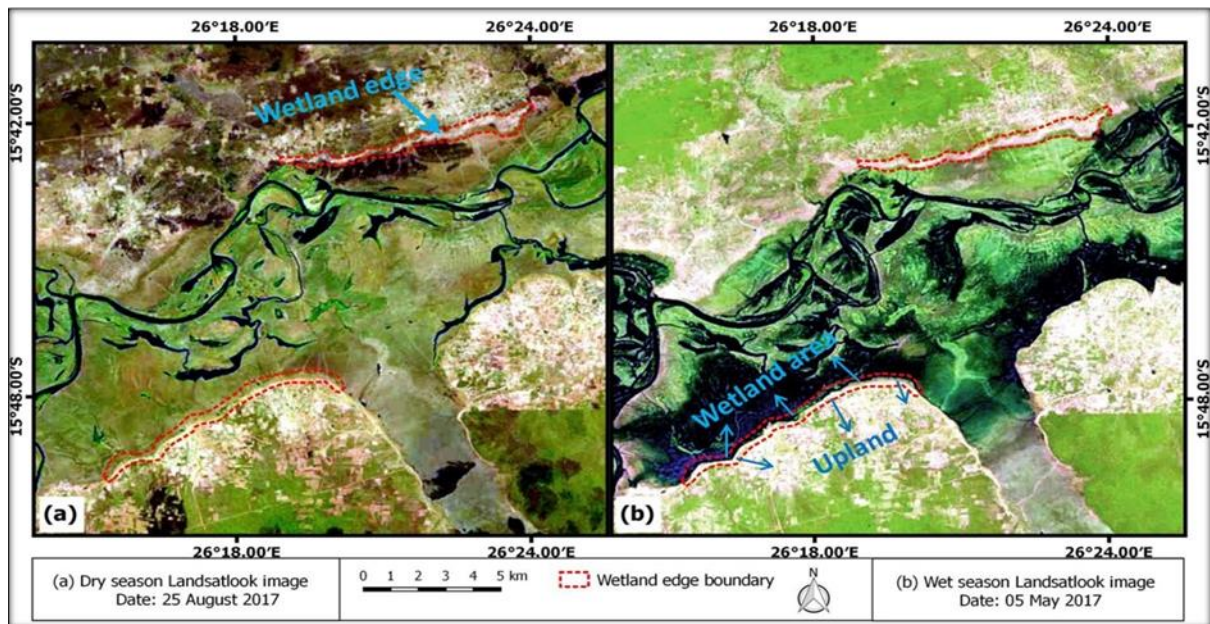 26°18.00′E 26°24.00′E 26°18.00′E 26°24.00′E
15°42.00′S 15°42.00′S
Wetland edge
15°48.00′S 15°48.00′S
Wetland area
Upland
(a) (b)
26°18.00′E 26°24.00′E 26°18.00′E 26°24.00′E
(a) Dry season Landsatlook image
Date: 25 August 2017
0 1 2 3 4 5 km
Wetland edge boundary
N
(b) Wet season Landsatlook image
Date: 05 May 2017